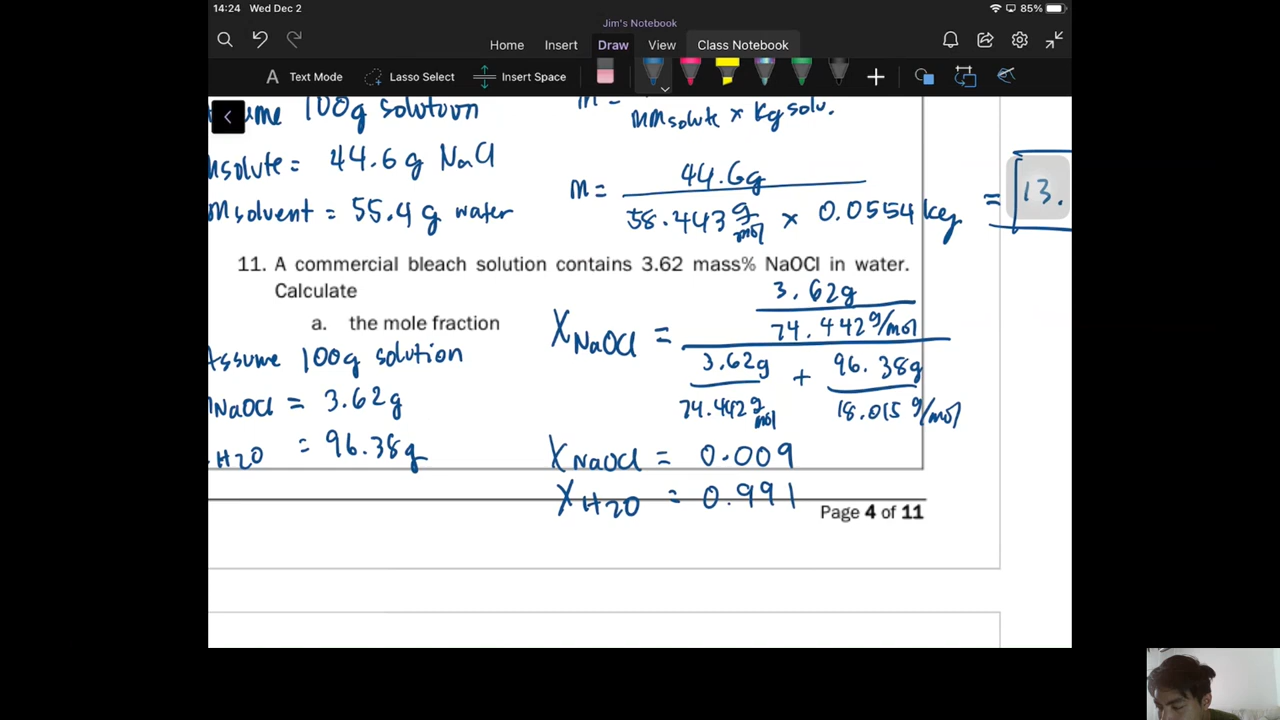 14:24 Wed Dec 2
85%
Jim's Notebook
Home Insert Draw View Class Notebook
Text Mode Lasso Select Insert Space
100g solution
MMsolute x Kg solv.
solute = 44.6 g NaCl
msolvent = 55.4 g water
m = 44.6g
58.443 g/mol x 0.0554 kg
= 13.
11. A commercial bleach solution contains 3.62 mass% NaOCl in water.
Calculate
a. the mole fraction
Assume 100g solution
NaOCl = 3.62g
H2O = 96.38g
XNaOCl =
3.62g
74.442 g/mol
3.62g + 96.38g
74.442 g/mol 18.015 g/mol
XNaOCl = 0.009
XH2O = 0.991
Page 4 of 11